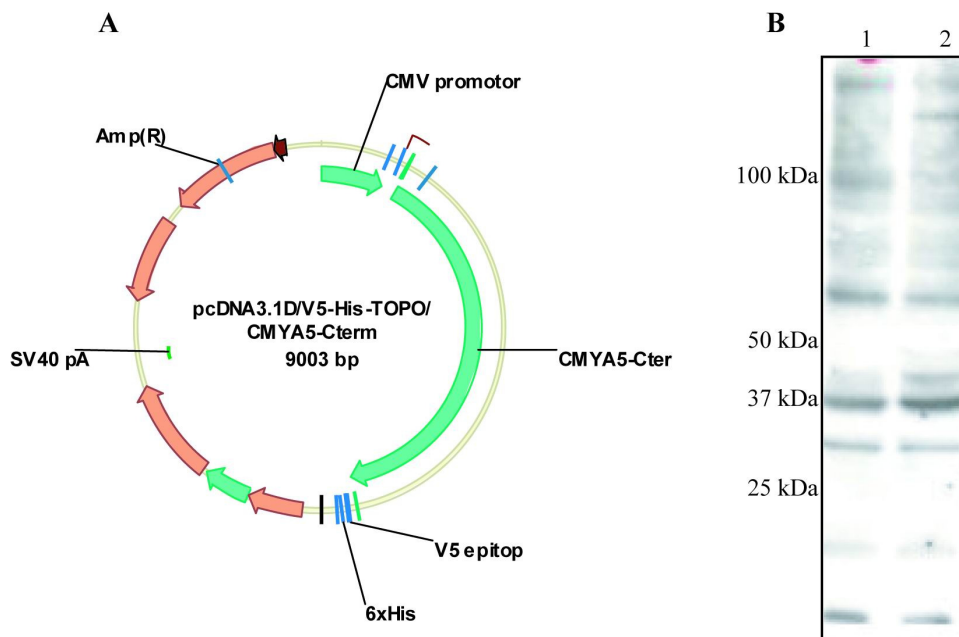 A
CMV promotor
Amp(R)
pcDNA3.1D/V5-His-TOPO/
CMYA5-Cterm
9003 bp
SV40 pA
CMYA5-Cter
V5 epitop
6xHis
B
1 2
100 kDa
50 kDa
37 kDa
25 kDa